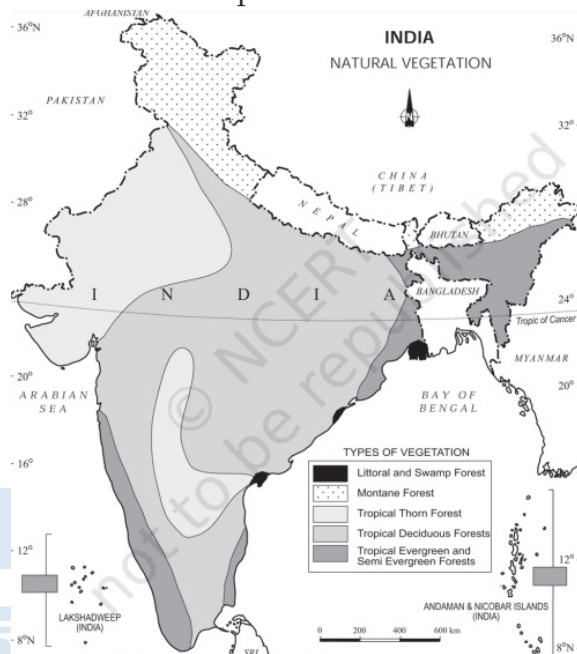 AFGHANISTAN
36°N
36°N
INDIA
NATURAL VEGETATION
PAKISTAN
N
32°
32°
CHINA
(TIBET)
28°
28°
NEPAL
BHUTAN
INDIA
BANGLADESH
24°
Tropic of Cancer
MYANMAR
20°
20°
ARABIAN
SEA
BAY OF
BENGAL
16°
16°
TYPES OF VEGETATION
Littoral and Swamp Forest
Montane Forest
Tropical Thorn Forest
Tropical Deciduous Forests
Tropical Evergreen and
Semi Evergreen Forests
12°
12°
LAKSHADWEEP
(INDIA)
ANDAMAN & NICOBAR ISLANDS
(INDIA)
8°N
8°N
SRI
0 200 400 600 km
© NCERT
not to be republished